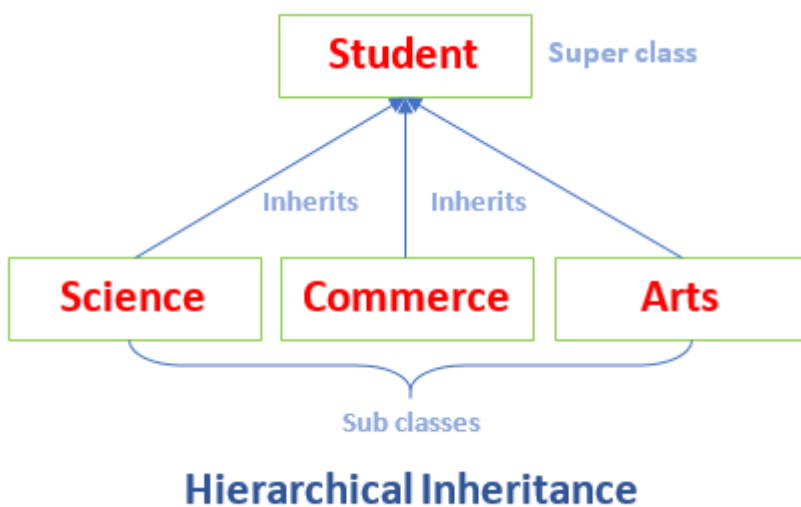 Student
Super class
Inherits
Inherits
Science
Commerce
Arts
Sub classes
Hierarchical Inheritance